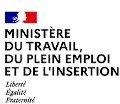 MINISTÈRE
DU TRAVAIL,
DU PLEIN EMPLOI
ET DE L'INSERTION
Liberté
Égalité
Fraternité